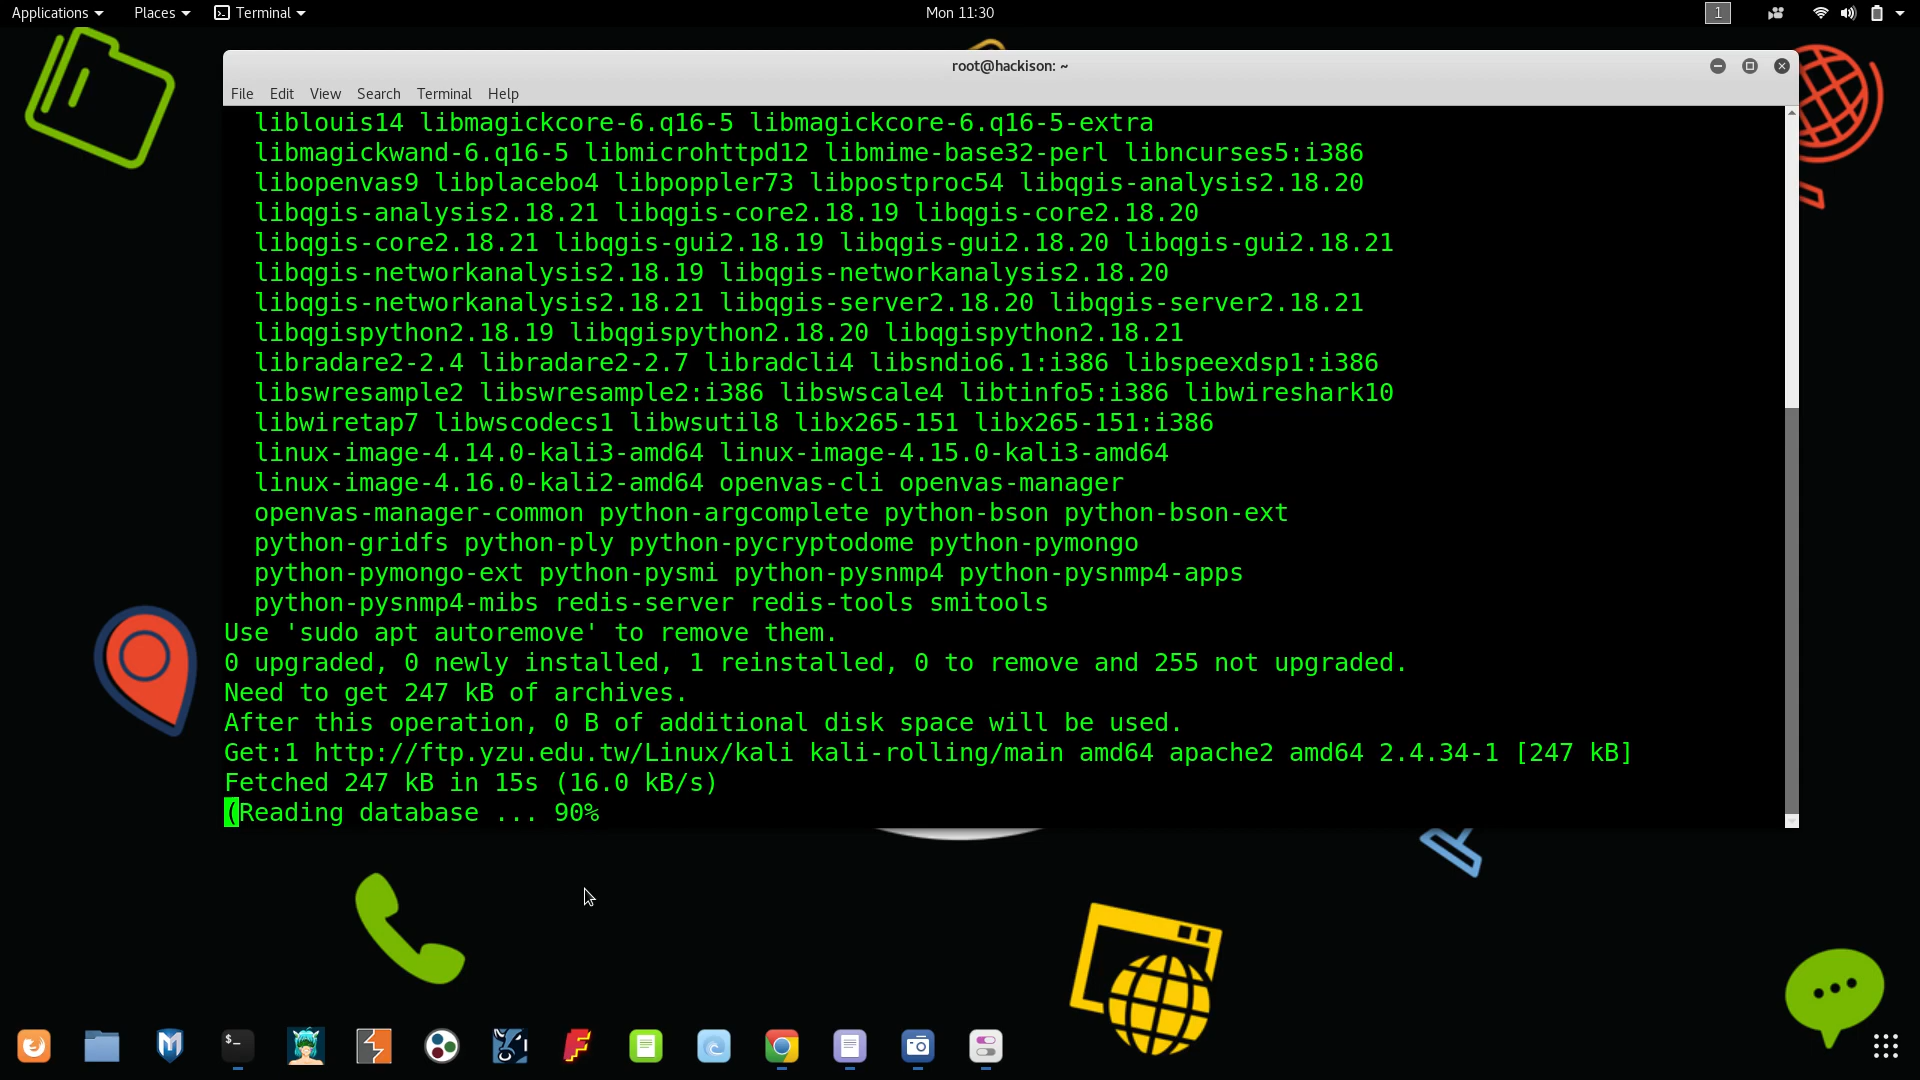 Applications Places Terminal Mon 11:30 1
root@hackison: ~
File Edit View Search Terminal Help
liblouis14 libmagickcore-6.q16-5 libmagickcore-6.q16-5-extra
libmagickwand-6.q16-5 libmicrohttpd12 libmime-base32-perl libncurses5:i386
libopenvas9 libplacebo4 libpoppler73 libpostproc54 libqgis-analysis2.18.20
libqgis-analysis2.18.21 libqgis-core2.18.19 libqgis-core2.18.20
libqgis-core2.18.21 libqgis-gui2.18.19 libqgis-gui2.18.20 libqgis-gui2.18.21
libqgis-networkanalysis2.18.19 libqgis-networkanalysis2.18.20
libqgis-networkanalysis2.18.21 libqgis-server2.18.20 libqgis-server2.18.21
libqgispython2.18.19 libqgispython2.18.20 libqgispython2.18.21
libradare2-2.4 libradare2-2.7 libradcli4 libsndio6.1:i386 libspeexdsp1:i386
libswresample2 libswresample2:i386 libswscale4 libtinfo5:i386 libwireshark10
libwiretap7 libwscodecs1 libwsutil8 libx265-151 libx265-151:i386
linux-image-4.14.0-kali3-amd64 linux-image-4.15.0-kali3-amd64
linux-image-4.16.0-kali2-amd64 openvas-cli openvas-manager
openvas-manager-common python-argcomplete python-bson python-bson-ext
python-gridfs python-ply python-pycryptodome python-pymongo
python-pymongo-ext python-pysmi python-pysnmp4 python-pysnmp4-apps
python-pysnmp4-mibs redis-server redis-tools smitools
Use 'sudo apt autoremove' to remove them.
0 upgraded, 0 newly installed, 1 reinstalled, 0 to remove and 255 not upgraded.
Need to get 247 kB of archives.
After this operation, 0 B of additional disk space will be used.
Get:1 http://ftp.yzu.edu.tw/Linux/kali kali-rolling/main amd64 apache2 amd64 2.4.34-1 [247 kB]
Fetched 247 kB in 15s (16.0 kB/s)
(Reading database ... 90%